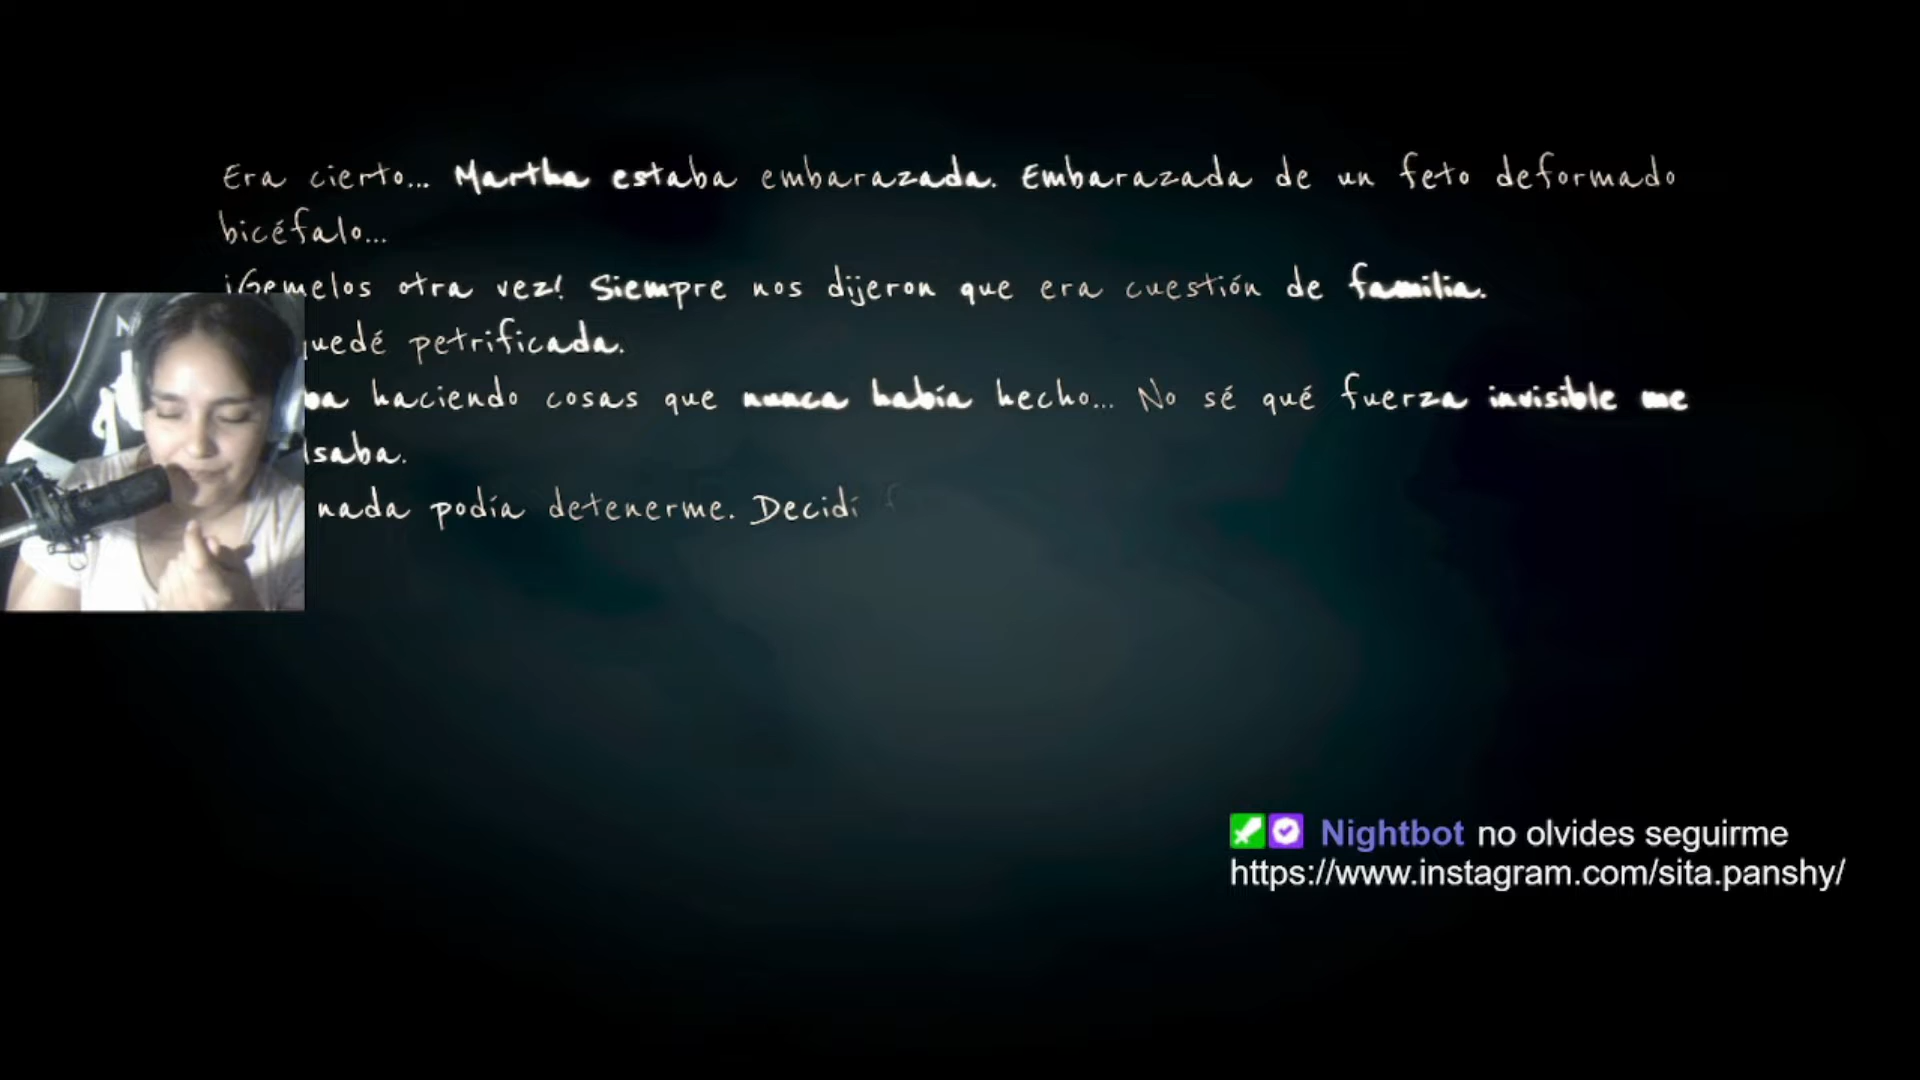 Era cierto... Martha estaba embarazada. Embarazada de un feto deformado
bicéfalo...
¡Gemelos otra vez! Siempre nos dijeron que era cuestión de familia.
quedé petrificada.
haciendo cosas que nunca había hecho... No sé qué fuerza invisible me
saba.
nada podía detenerme. Decidí
Nightbot no olvides seguirme
https://www.instagram.com/sita.panshy/